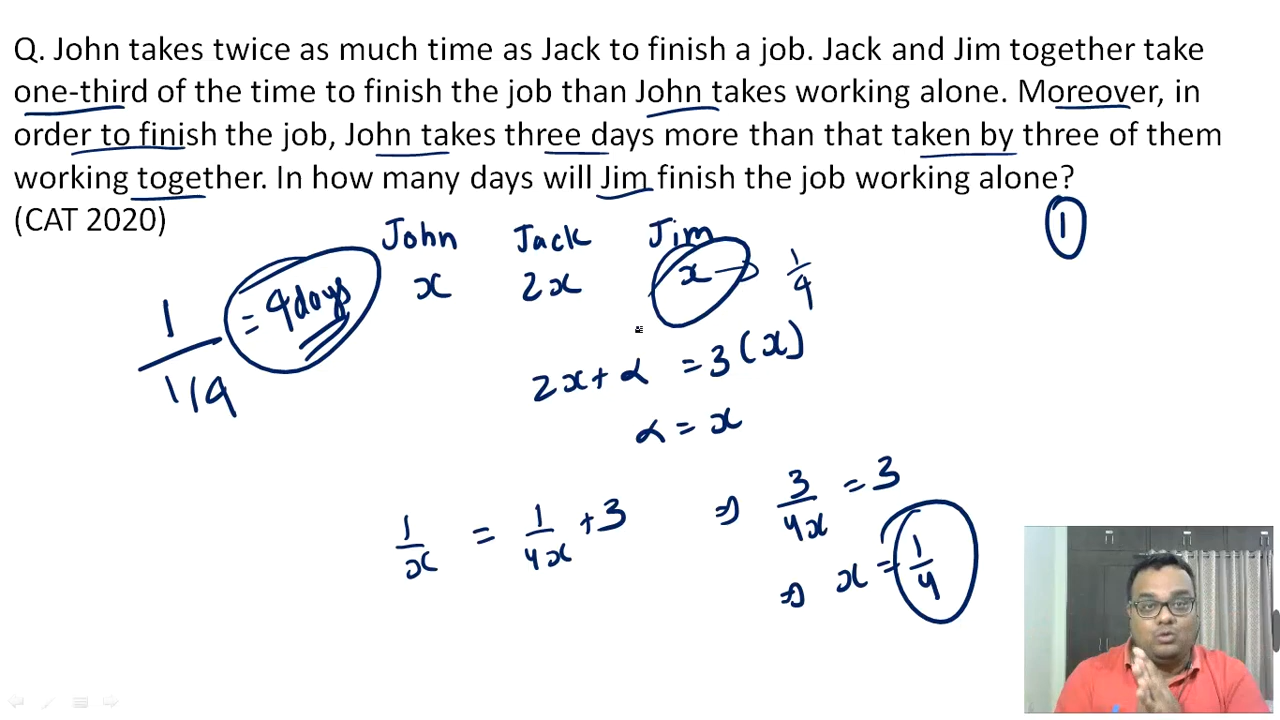 Q. John takes twice as much time as Jack to finish a job. Jack and Jim together take
one-third of the time to finish the job than John takes working alone. Moreover, in
order to finish the job, John takes three days more than that taken by three of them
working together. In how many days will Jim finish the job working alone?
(CAT 2020)
1
John Jack Jim
x 2x x → 1/4
1/(1/4) = 4days
2x + α = 3(x)
α = x
1/x = 1/4x + 3 ⇒ 3/4x = 3
⇒ x = 1/4